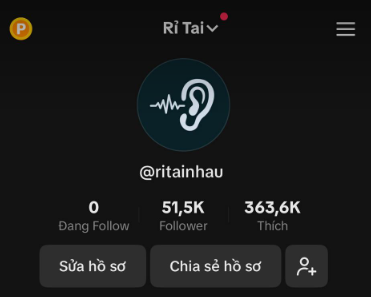 P
Rỉ Tai
@ritainhau
0 51,5K 363,6K
Đang Follow Follower Thích
Sửa hồ sơ Chia sẻ hồ sơ